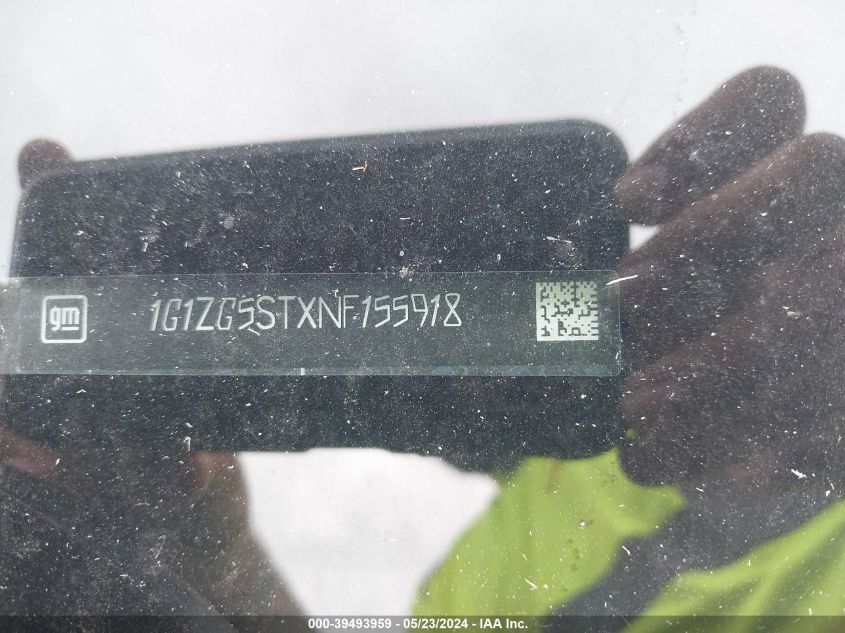 gm 1G1ZG5STXNF155918
000-39493959 | 05/23/2024 - IAA Inc.